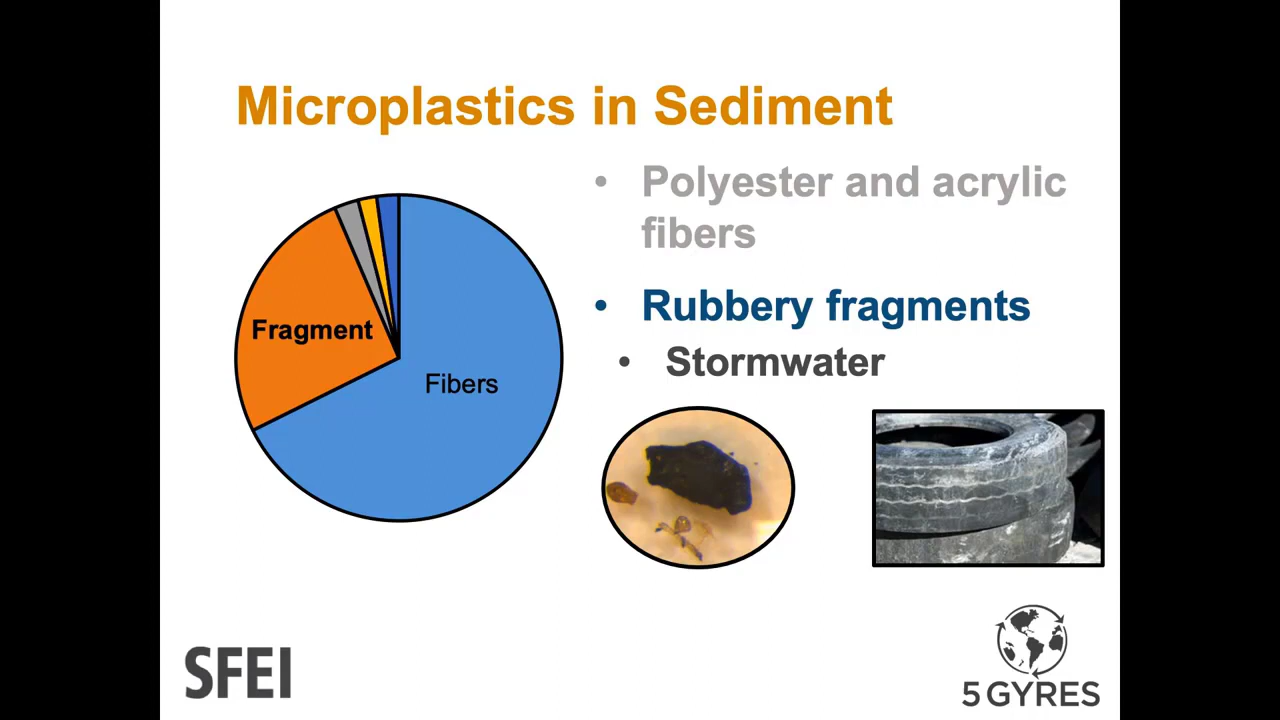 Microplastics in Sediment
• Polyester and acrylic
fibers
• Rubbery fragments
• Stormwater
Fragment
Fibers
SFEI
5 GYRES